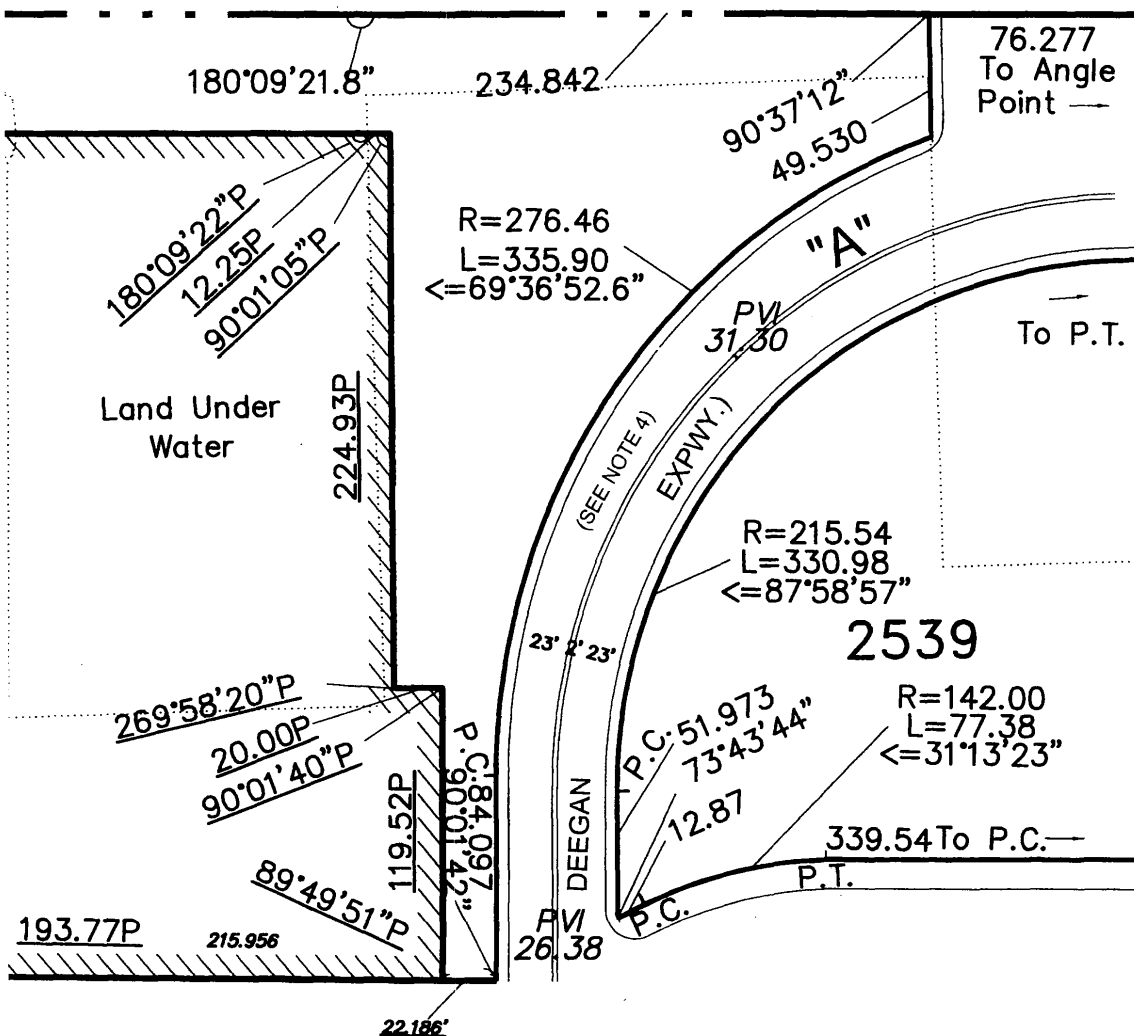 180°09'21.8"
234.842
76.277
To Angle
Point →
90°37'12"
49.530
180°09'22"P
12.25P
90°01'05"P
R=276.46
L=335.90
<=69°36'52.6"
"A"
PVI
31.30
To P.T.
Land Under
Water
224.93P
(SEE NOTE 4)
EXPWY.)
R=215.54
L=330.98
<=87°58'57"
23' 2' 23'
2539
269°58'20"P
20.00P
90°01'40"P
P.C.
84.097
90°01'42"
119.52P
P.C.
51.973
73°43'44"
12.87
R=142.00
L=77.38
<=31°13'23"
DEEGAN
339.54 To P.C. →
P.T.
P.C.
89°49'51"P
PVI
26.38
193.77P
215.956
22.186'